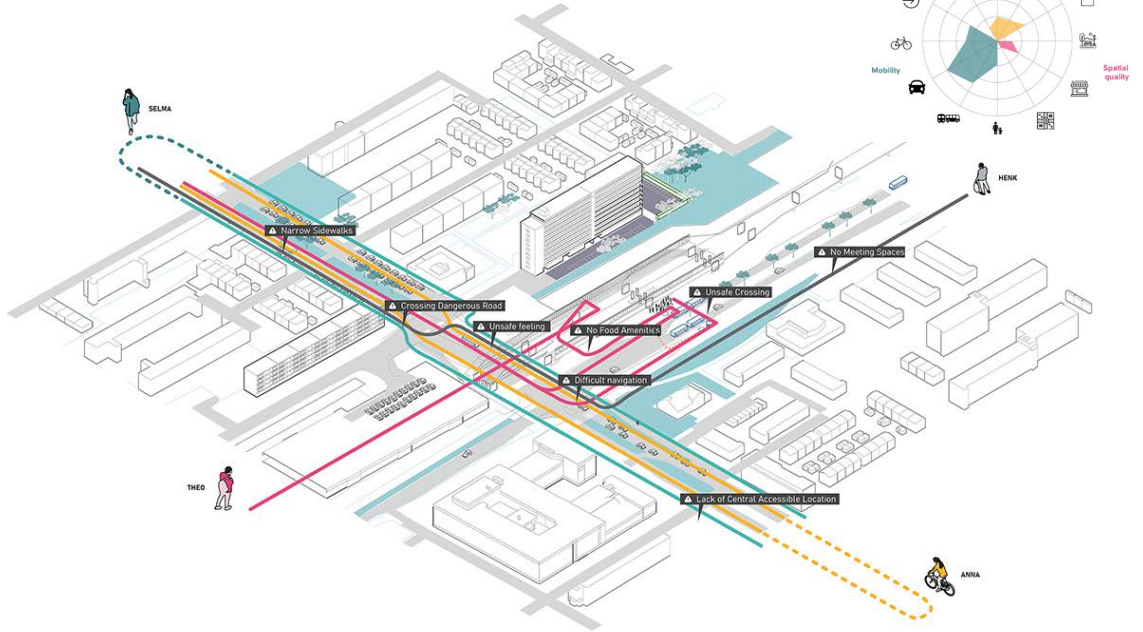 Mobility
Spatial
quality
SELMA
HENK
Narrow Sidewalks
No Meeting Spaces
Unsafe Crossing
Crossing Dangerous Road
Unsafe feeling
No Food Amenitics
Difficult navigation
THEO
Lack of Central Accessible Location
ANNA